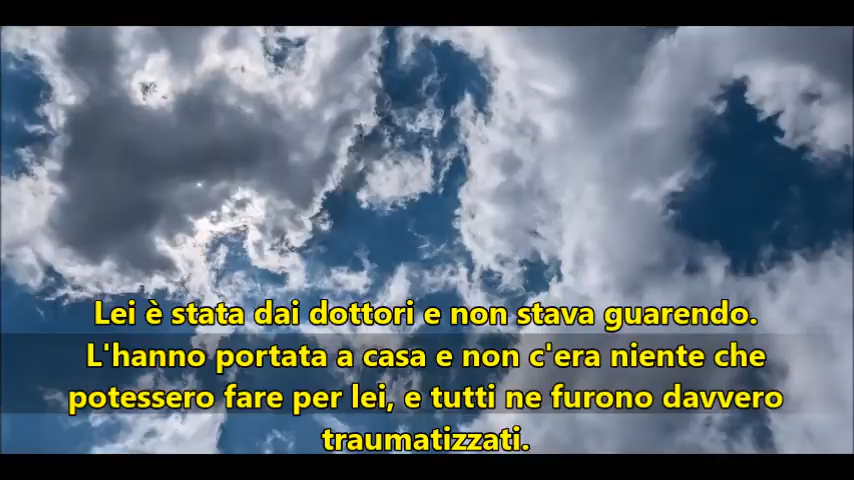 Lei è stata dai dottori e non stava guarendo.
L'hanno portata a casa e non c'era niente che
potessero fare per lei, e tutti ne furono davvero
traumatizzati.